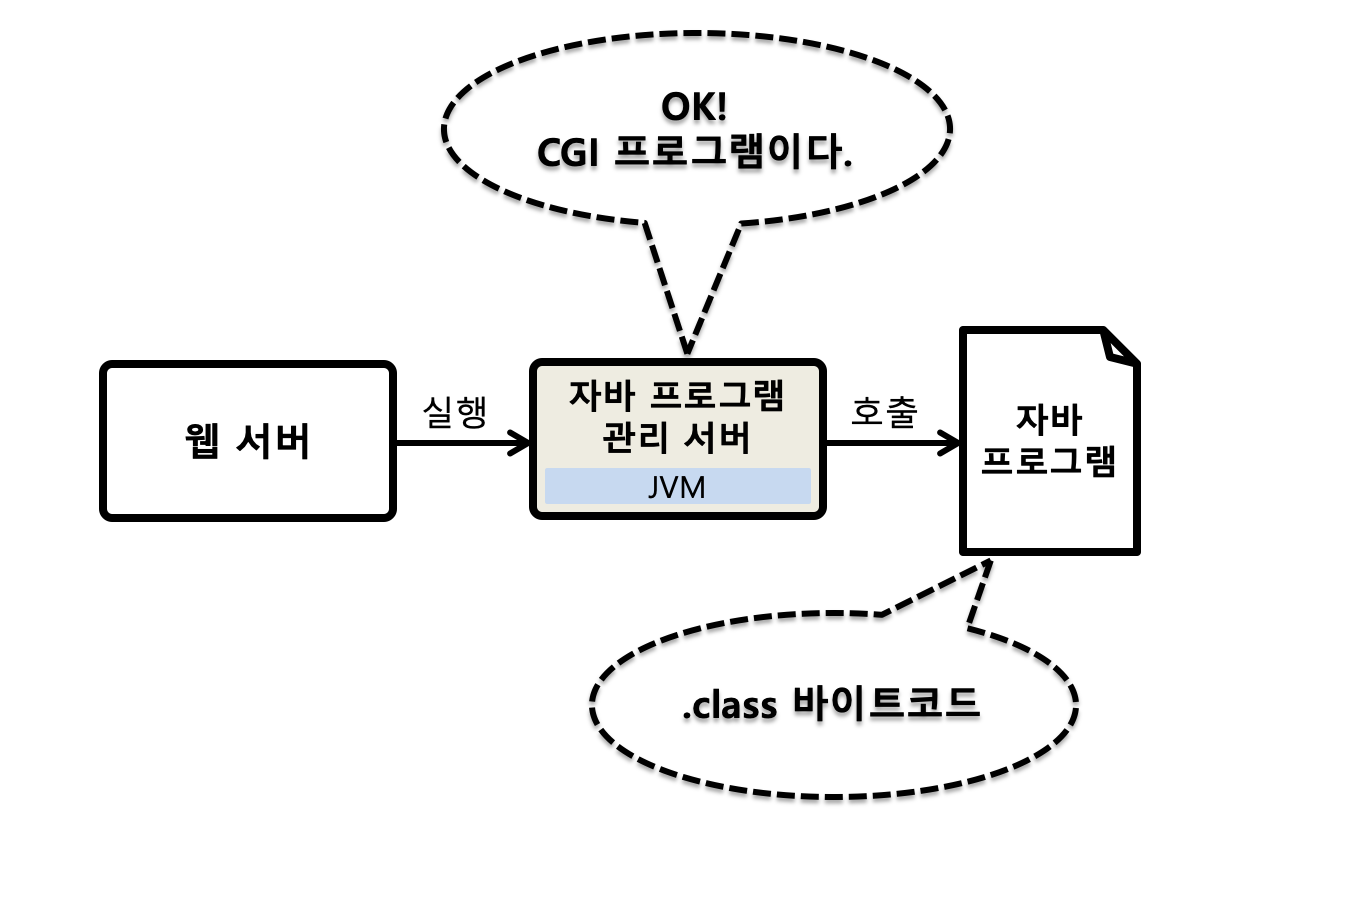 OK!
CGI 프로그램이다.
웹 서버
실행
자바 프로그램
관리 서버
JVM
호출
자바
프로그램
.class 바이트코드